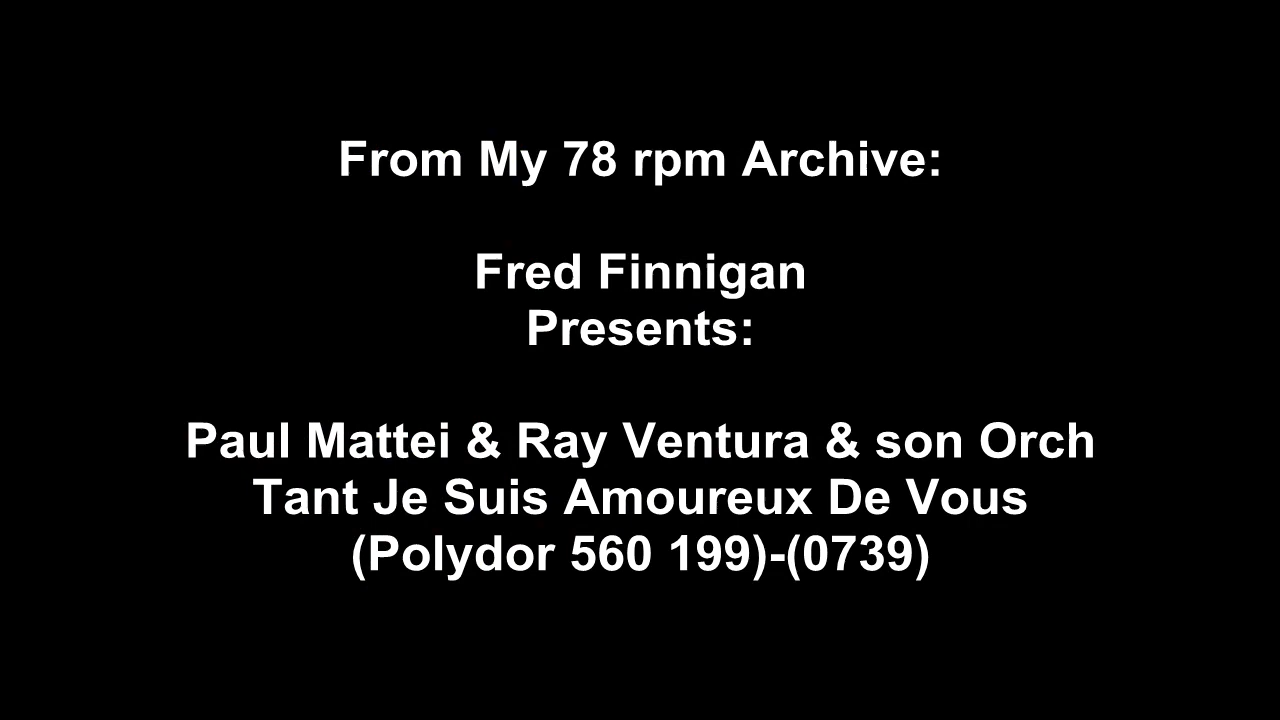 From My 78 rpm Archive:
Fred Finnigan
Presents:
Paul Mattei & Ray Ventura & son Orch
Tant Je Suis Amoureux De Vous
(Polydor 560 199)-(0739)